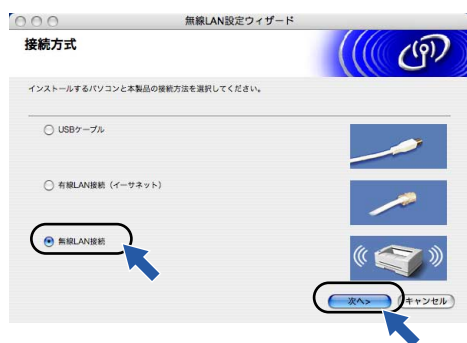 無線LAN設定ウィザード
接続方式
インストールするパソコンと本製品の接続方法を選択してください。
USBケーブル
有線LAN接続（イーサネット）
無線LAN接続
次へ>
キャンセル